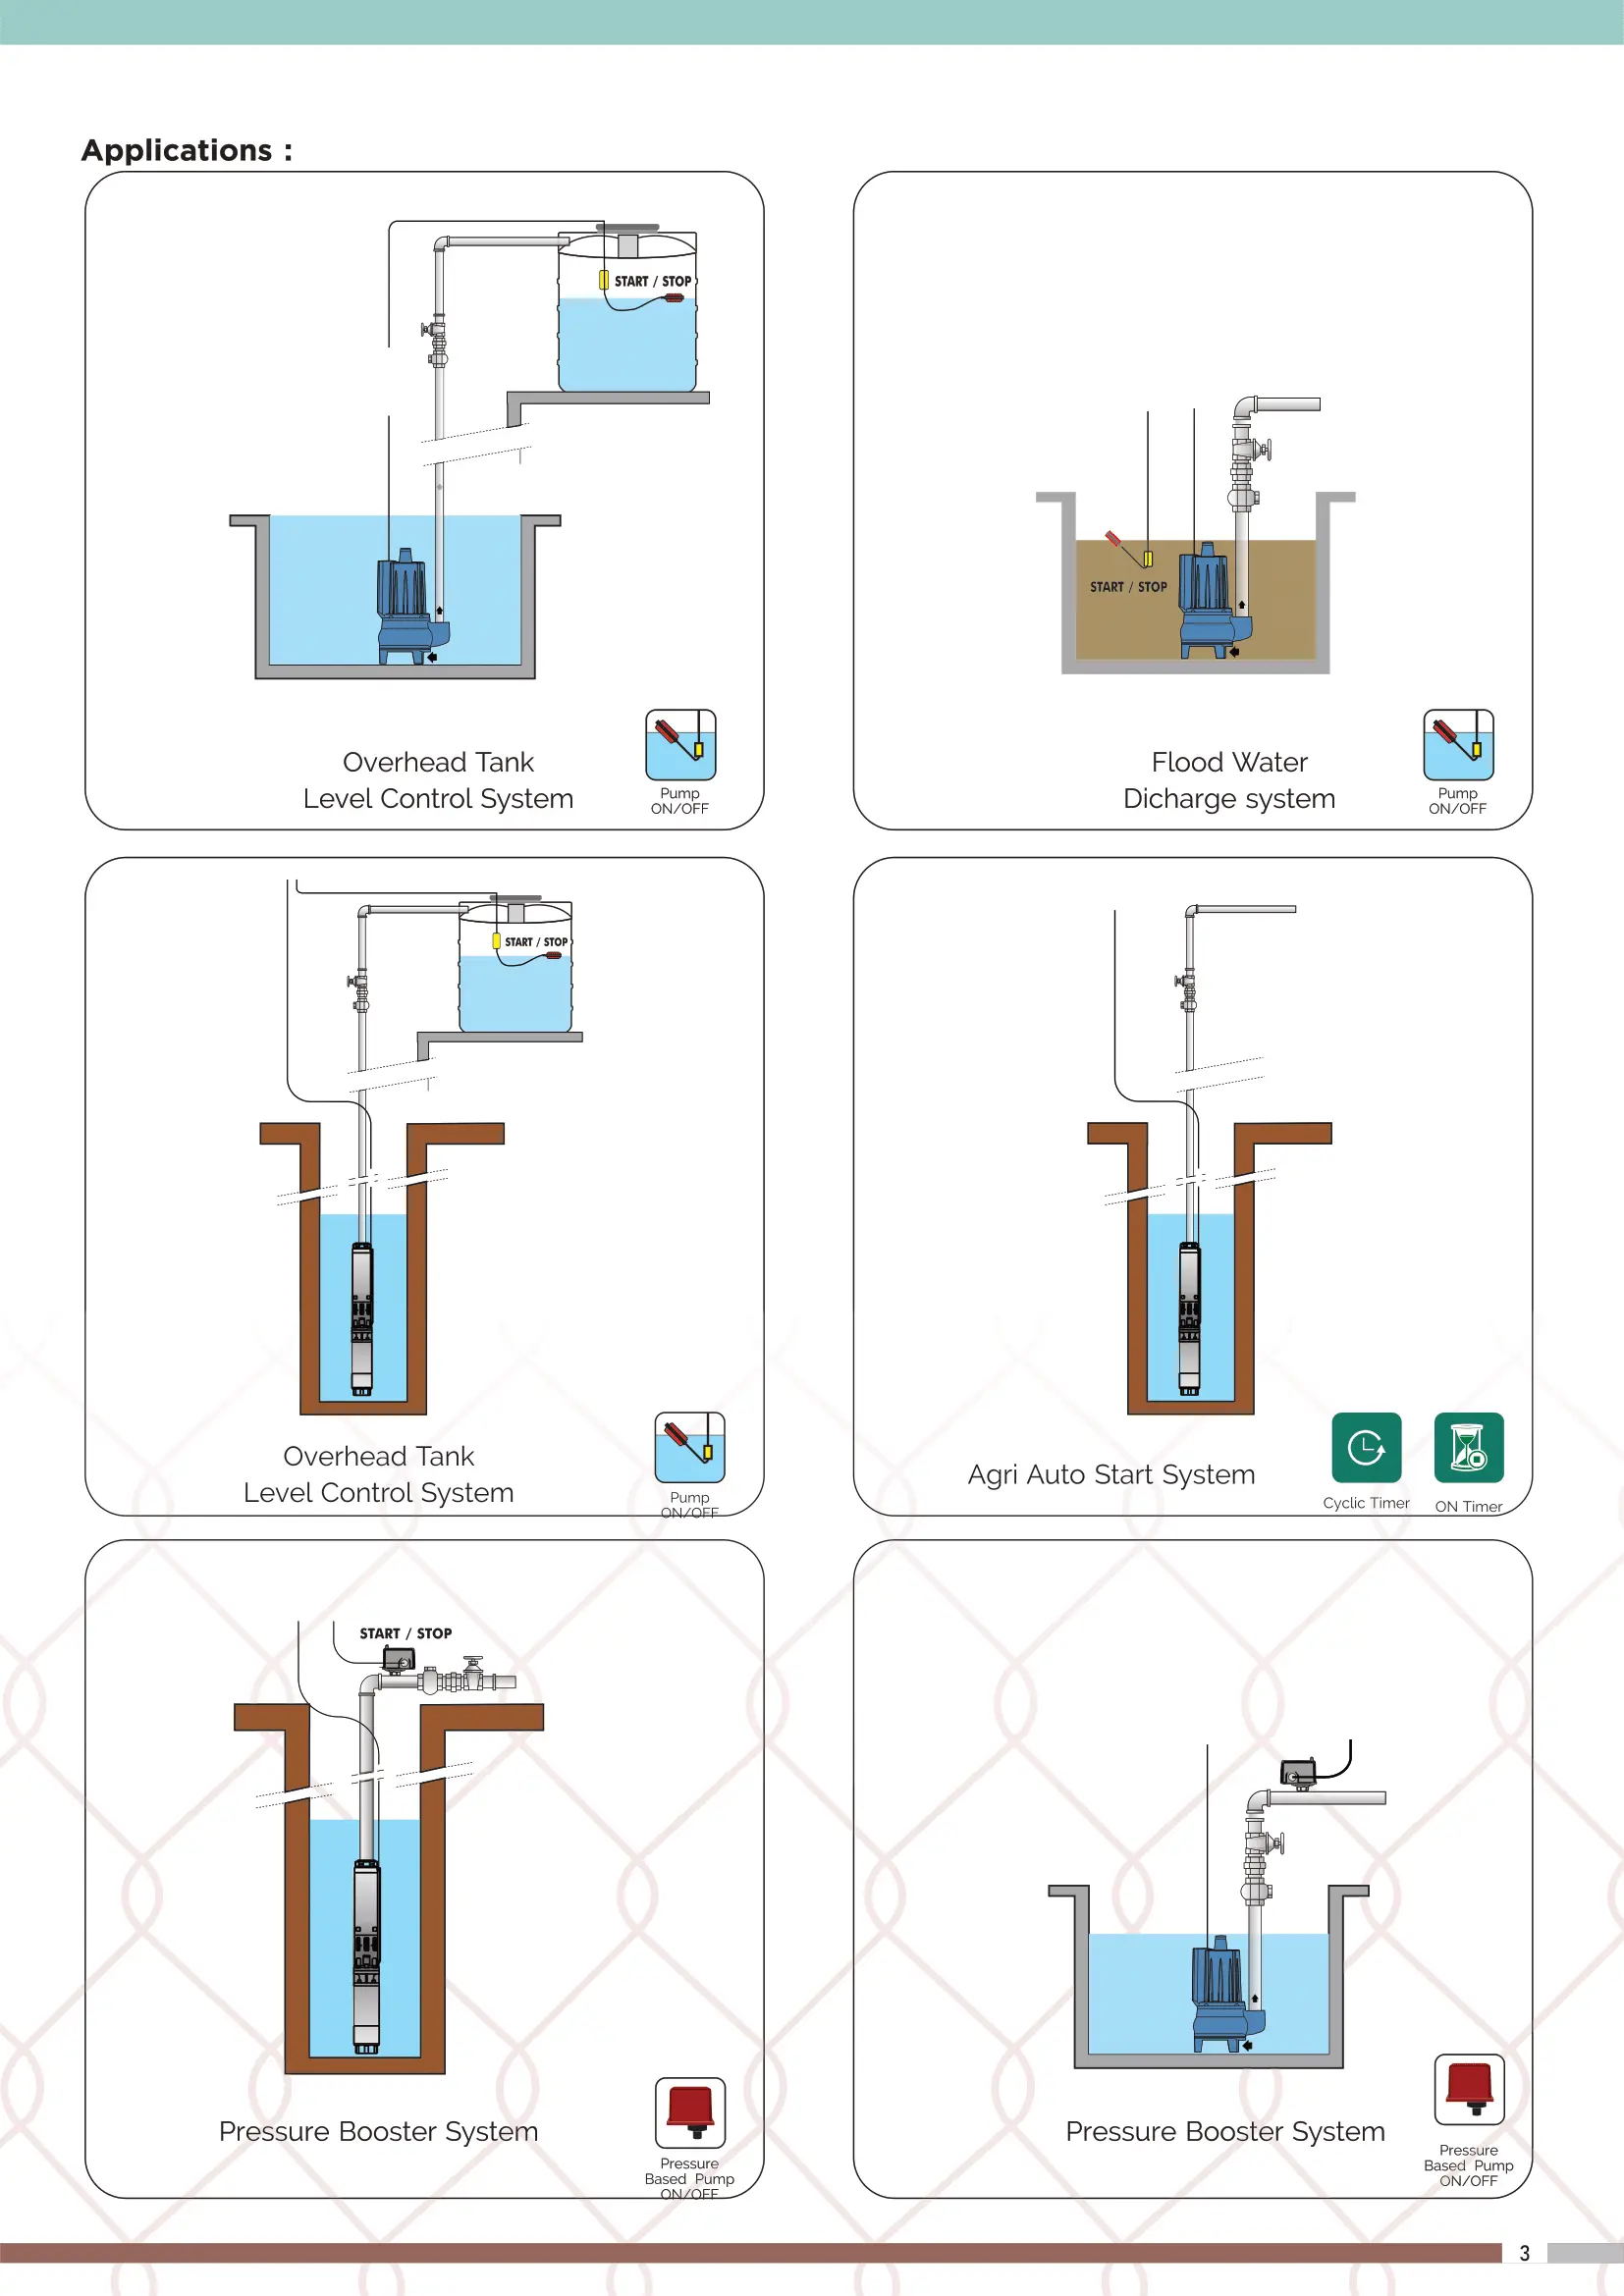 Applications :
START / STOP
Overhead Tank
Level Control System
Pump
ON/OFF
START / STOP
Flood Water
Dicharge system
Pump
ON/OFF
START / STOP
Overhead Tank
Level Control System
Pump
ON/OFF
Agri Auto Start System
Cyclic Timer
ON Timer
START / STOP
Pressure Booster System
Pressure
Based Pump
ON/OFF
Pressure Booster System
Pressure
Based Pump
ON/OFF
3